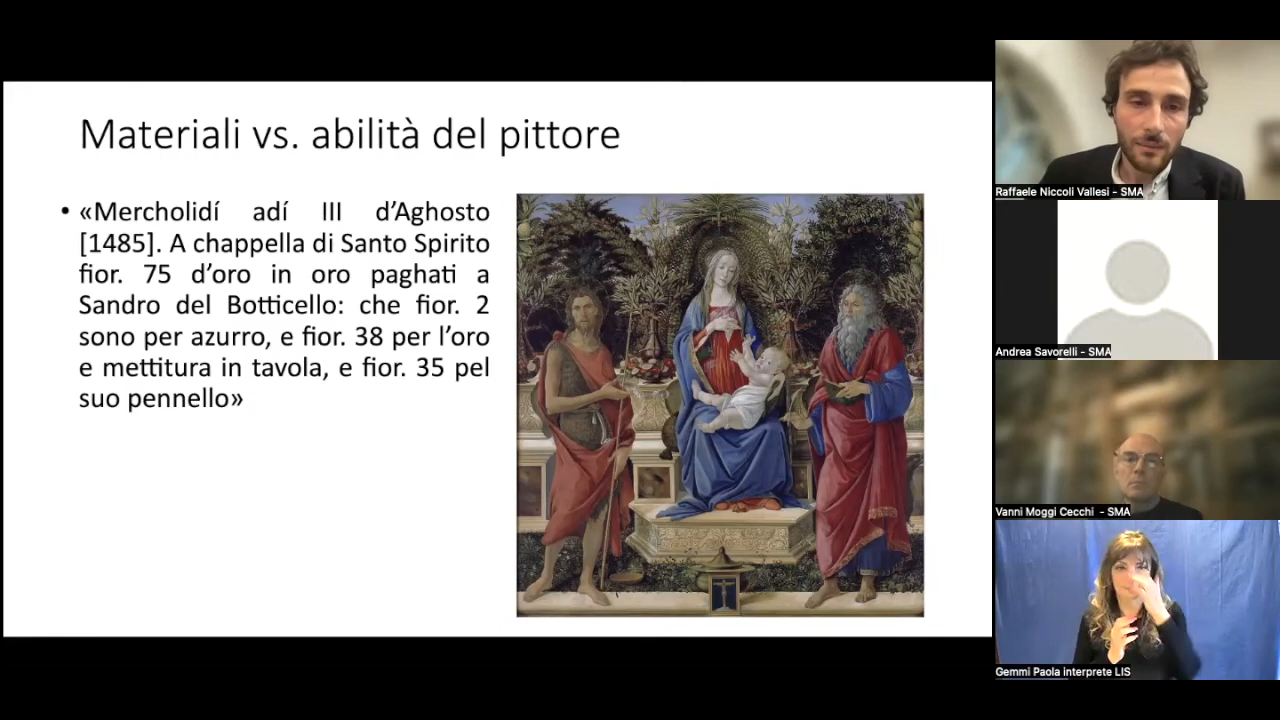 Materiali vs. abilità del pittore
• «Mercholidí adí III d’Aghosto
[1485]. A chappella di Santo Spirito
fior. 75 d’oro in oro paghati a
Sandro del Botticello: che fior. 2
sono per azurro, e fior. 38 per l’oro
e mettitura in tavola, e fior. 35 pel
suo pennello»
Raffaele Niccoli Vallesi - SMA
Andrea Savorelli - SMA
Vanni Moggi Cecchi - SMA
Gemmi Paola interprete LIS